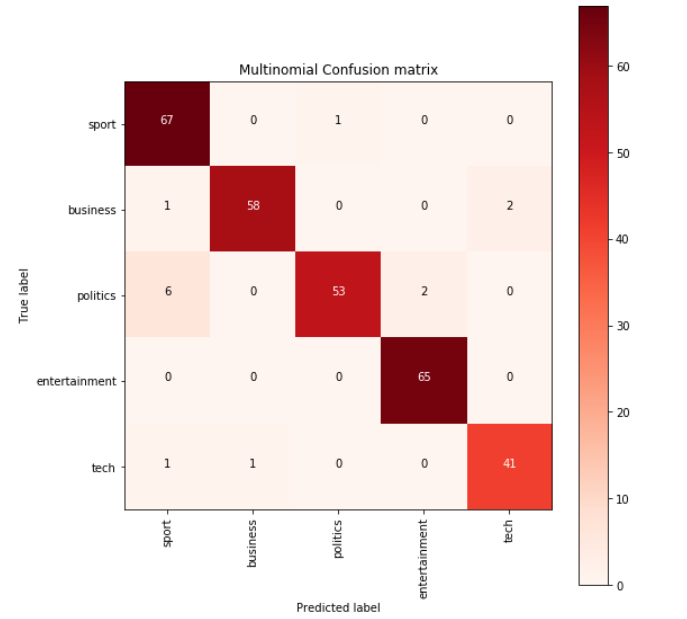 Multinomial Confusion matrix
sport 67 0 1 0 0
business 1 58 0 0 2
politics 6 0 53 2 0
entertainment 0 0 0 65 0
tech 1 1 0 0 41
sport business politics entertainment tech
True label
Predicted label
60
50
40
30
20
10
0